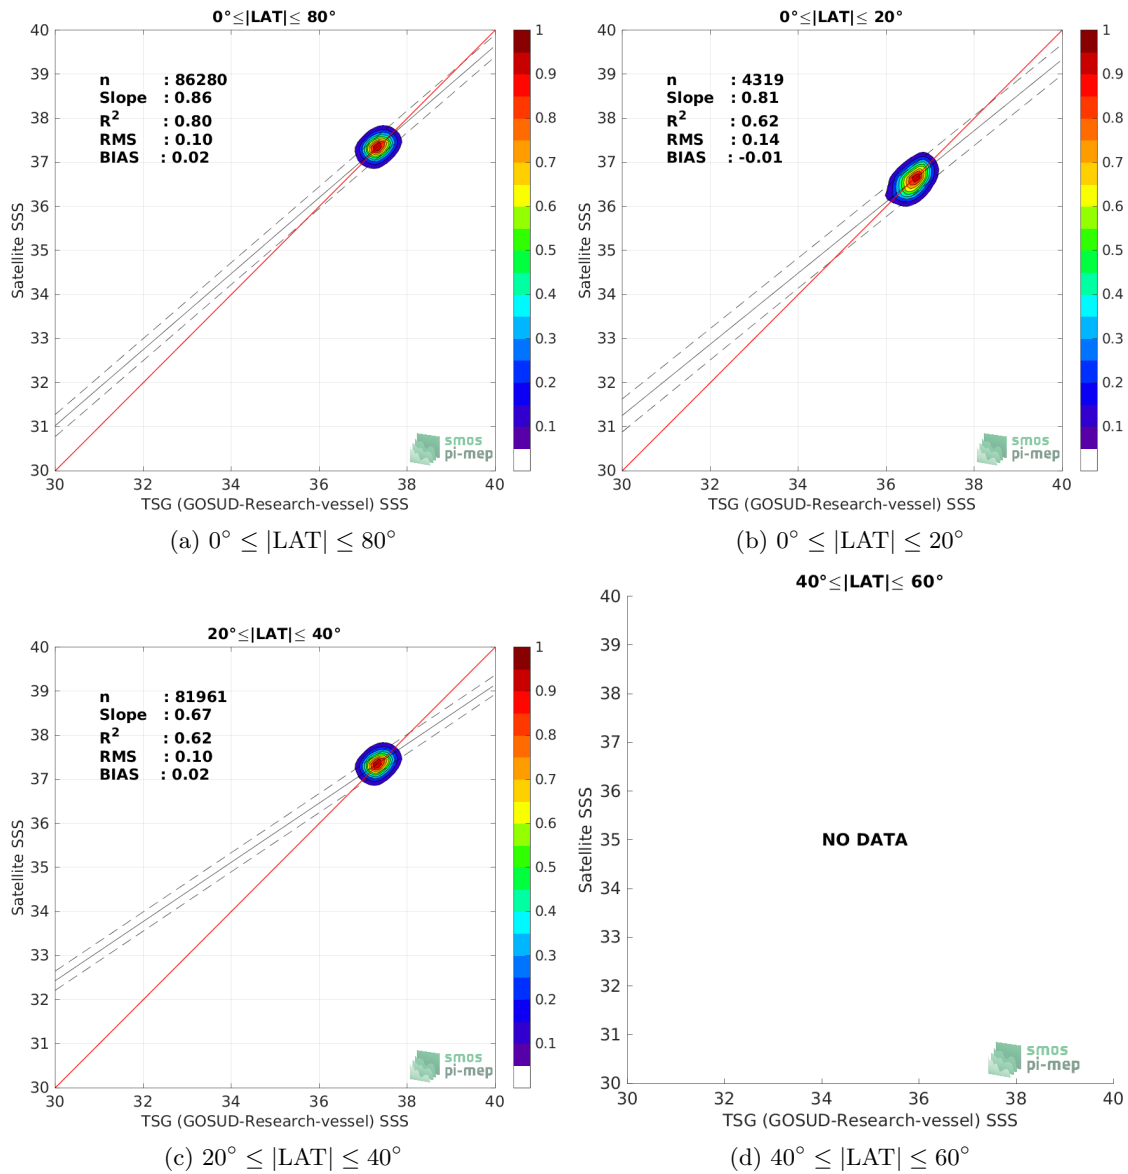 0°≤|LAT|≤ 80°
40
39
38
37
36
35
34
33
32
31
30
Satellite SSS
n : 86280
Slope : 0.86
R2 : 0.80
RMS : 0.10
BIAS : 0.02
smos
pi-mep
30 32 34 36 38 40
TSG (GOSUD-Research-vessel) SSS
1
0.9
0.8
0.7
0.6
0.5
0.4
0.3
0.2
0.1
(a) 0° ≤ |LAT| ≤ 80°
0°≤|LAT|≤ 20°
40
39
38
37
36
35
34
33
32
31
30
Satellite SSS
n : 4319
Slope : 0.81
R2 : 0.62
RMS : 0.14
BIAS : -0.01
smos
pi-mep
30 32 34 36 38 40
TSG (GOSUD-Research-vessel) SSS
1
0.9
0.8
0.7
0.6
0.5
0.4
0.3
0.2
0.1
(b) 0° ≤ |LAT| ≤ 20°
20°≤|LAT|≤ 40°
40
39
38
37
36
35
34
33
32
31
30
Satellite SSS
n : 81961
Slope : 0.67
R2 : 0.62
RMS : 0.10
BIAS : 0.02
smos
pi-mep
30 32 34 36 38 40
TSG (GOSUD-Research-vessel) SSS
1
0.9
0.8
0.7
0.6
0.5
0.4
0.3
0.2
0.1
(c) 20° ≤ |LAT| ≤ 40°
40°≤|LAT|≤ 60°
40
39
38
37
36
35
34
33
32
31
30
Satellite SSS
NO DATA
smos
pi-mep
30 32 34 36 38 40
TSG (GOSUD-Research-vessel) SSS
(d) 40° ≤ |LAT| ≤ 60°